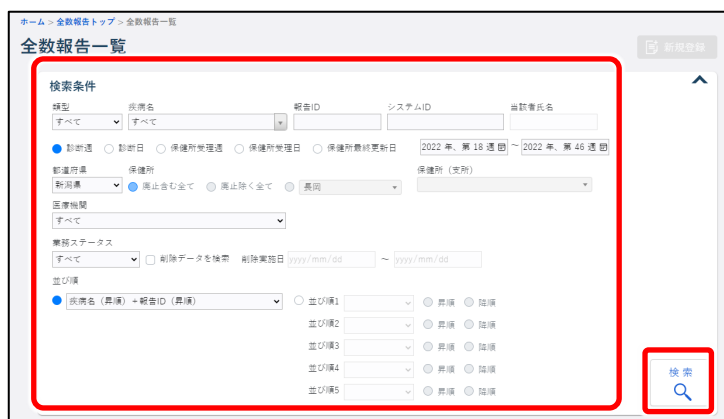 ホーム > 全数報告トップ > 全数報告一覧
全数報告一覧 新規登録
検索条件
類型 疾病名 報告ID システムID 当該者氏名
すべて すべて
診断週 診断日 保健所受理週 保健所受理日 保健所最終更新日 2022 年、第 18 週 ~ 2022 年、第 46 週
都道府県 保健所 保健所（支所）
新潟県 廃止含む全て 廃止除く全て 長岡
医療機関
すべて
業務ステータス
すべて 削除データを検索 削除実施日 yyyy/mm/dd ~ yyyy/mm/dd
並び順
疾病名（昇順）+報告ID（昇順） 並び順1 昇順 降順
並び順2 昇順 降順
並び順3 昇順 降順
並び順4 昇順 降順
並び順5 昇順 降順
検索